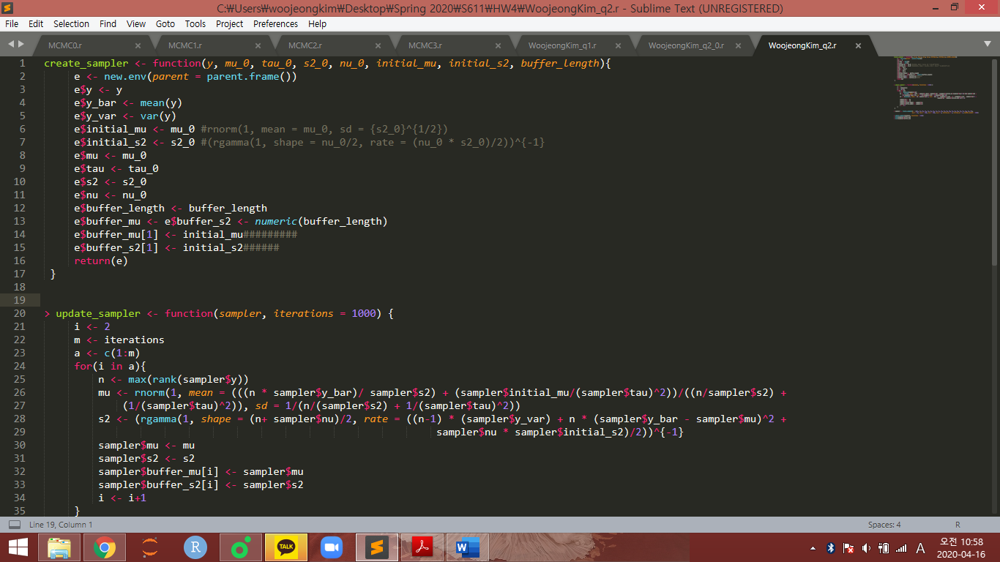 C:₩Users₩woojeongkim₩Desktop₩Spring 2020₩S611₩HW4₩WoojeongKim_q2.r - Sublime Text (UNREGISTERED)
File Edit Selection Find View Goto Tools Project Preferences Help
MCMC0.r MCMC1.r MCMC2.r MCMC3.r WoojeongKim_q1.r WoojeongKim_q2_0.r WoojeongKim_q2.r
1 create_sampler <- function(y, mu_0, tau_0, s2_0, nu_0, initial_mu, initial_s2, buffer_length){
2 e <- new.env(parent = parent.frame())
3 e$y <- y
4 e$y_bar <- mean(y)
5 e$y_var <- var(y)
6 e$initial_mu <- mu_0 #rnorm(1, mean = mu_0, sd = {s2_0}^{1/2})
7 e$initial_s2 <- s2_0 #(rgamma(1, shape = nu_0/2, rate = (nu_0 * s2_0)/2))^{-1}
8 e$mu <- mu_0
9 e$tau <- tau_0
10 e$s2 <- s2_0
11 e$nu <- nu_0
12 e$buffer_length <- buffer_length
13 e$buffer_mu <- e$buffer_s2 <- numeric(buffer_length)
14 e$buffer_mu[1] <- initial_mu#########
15 e$buffer_s2[1] <- initial_s2######
16 return(e)
17 }
18
19
20 > update_sampler <- function(sampler, iterations = 1000) {
21 i <- 2
22 m <- iterations
23 a <- c(1:m)
24 for(i in a){
25 n <- max(rank(sampler$y))
26 mu <- rnorm(1, mean = (((n * sampler$y_bar)/ sampler$s2) + (sampler$initial_mu/(sampler$tau)^2))/((n/sampler$s2) +
27 (1/(sampler$tau)^2)), sd = 1/(n/(sampler$s2) + 1/(sampler$tau)^2))
28 s2 <- (rgamma(1, shape = (n+ sampler$nu)/2, rate = ((n-1) * (sampler$y_var) + n * (sampler$y_bar - sampler$mu)^2 +
29 sampler$nu * sampler$initial_s2)/2))^{-1}
30 sampler$mu <- mu
31 sampler$s2 <- s2
32 sampler$buffer_mu[i] <- sampler$mu
33 sampler$buffer_s2[i] <- sampler$s2
34 i <- i+1
35 }
Line 19, Column 1 Spaces: 4 R
R TALK W A 오전 10:58
2020-04-16